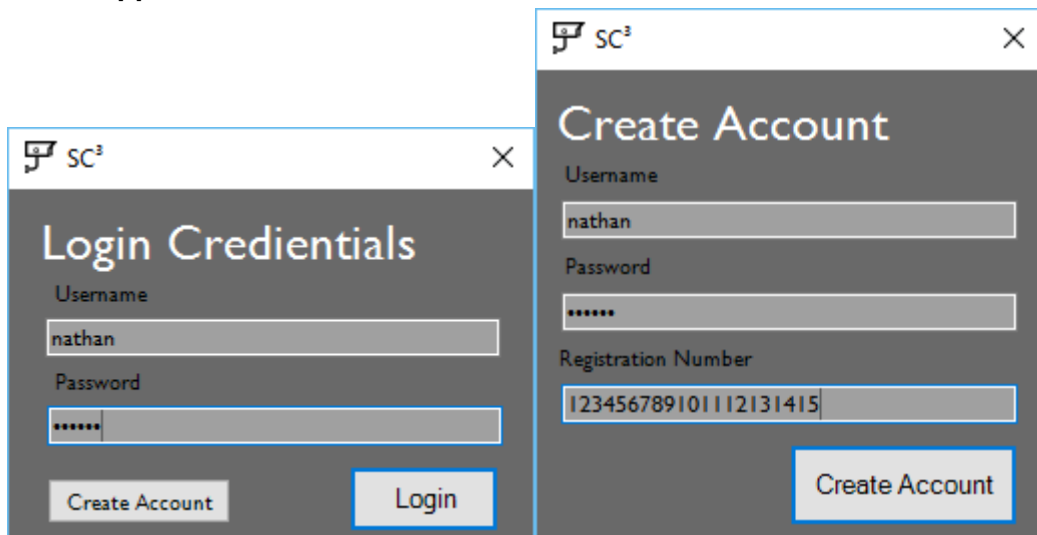 SC³
Login Credientials
Username
nathan
Password
••••••
Create Account
Login
SC³
Create Account
Username
nathan
Password
••••••
Registration Number
123456789101112131415
Create Account